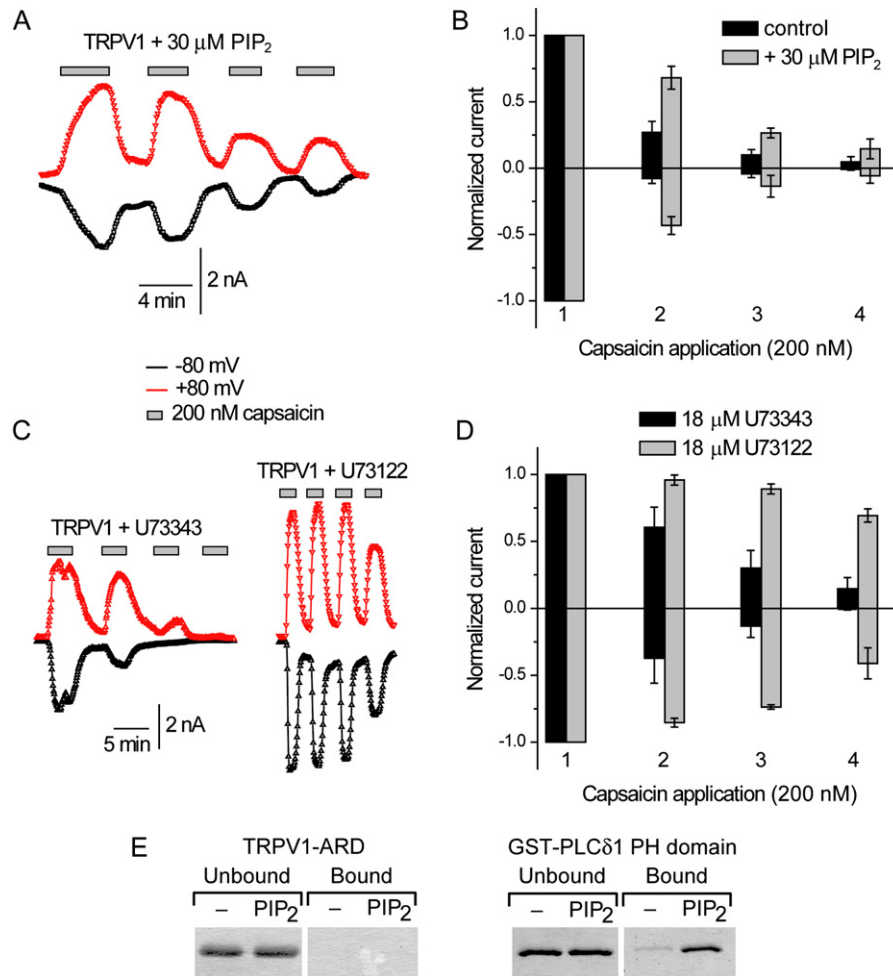 A
TRPV1 + 30 μM PIP₂
4 min
2 nA
-80 mV
+80 mV
200 nM capsaicin
B
control
+ 30 μM PIP₂
Normalized current
1.0
0.5
0.0
-0.5
-1.0
1 2 3 4
Capsaicin application (200 nM)
C
TRPV1 + U73343
TRPV1 + U73122
5 min
2 nA
D
18 μM U73343
18 μM U73122
Normalized current
1.0
0.5
0.0
-0.5
-1.0
1 2 3 4
Capsaicin application (200 nM)
E
TRPV1-ARD
Unbound Bound
– PIP₂ – PIP₂
GST-PLCδ1 PH domain
Unbound Bound
– PIP₂ – PIP₂